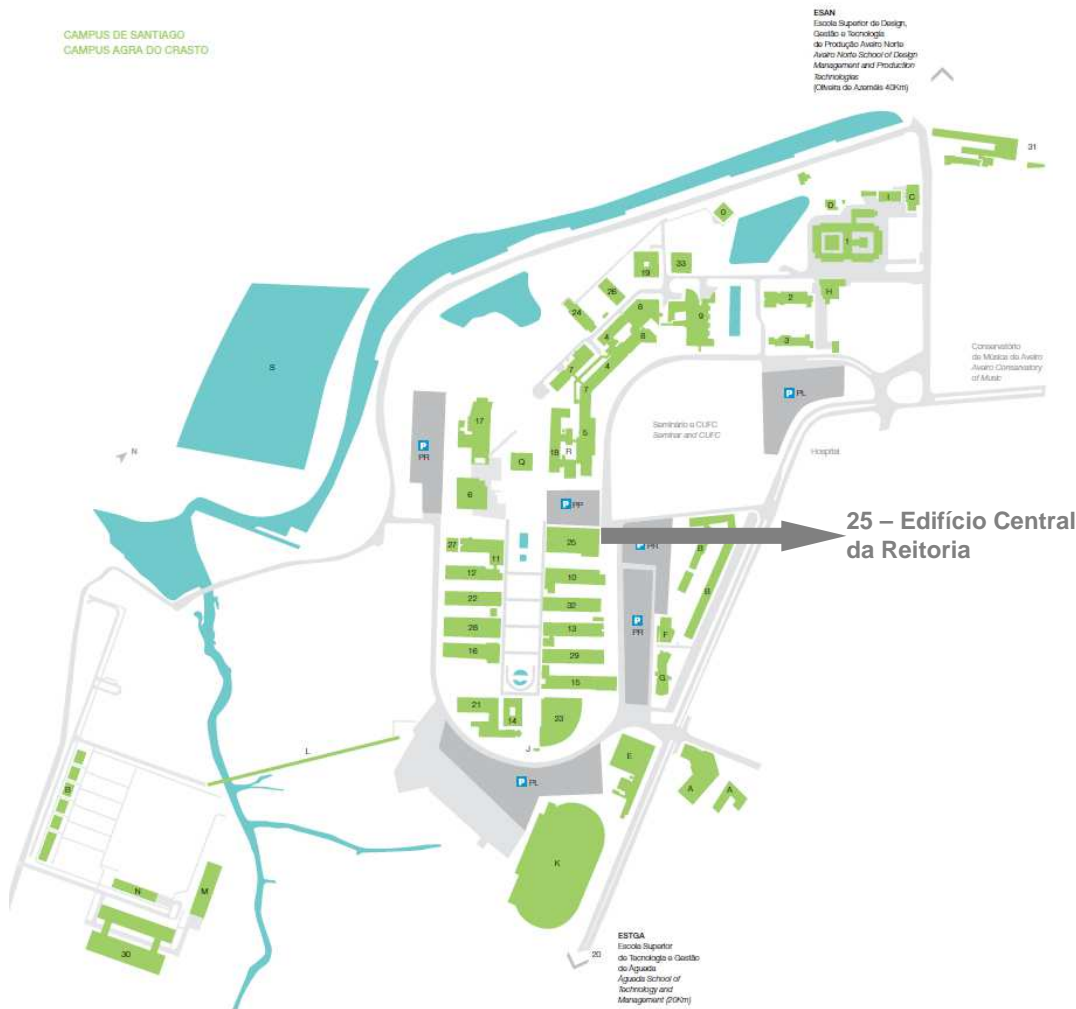 CAMPUS DE SANTIAGO
CAMPUS AGRA DO CRASTO
ESAN
Escola Superior de Design,
Gestão e Tecnologia
de Produção Aveiro Norte
Aveiro North School of Design
Management and Production
Technologies
(Oliveira de Azeméis 40Km)
31
I
C
D
O
1
33
19
26
2
H
24
6
9
8
4
3
7
4
7
Conservatório
de Música de Aveiro
Aveiro Conservatory
of Music
S
P PL
17
5
Seminário e CUFC
Seminar and CUFC
N
P
PR
18
R
Hospital
Q
6
P PP
25 – Edifício Central
da Reitoria
27
11
25
P PR
B
12
10
B
22
32
28
13
P
PR
F
16
29
G
15
21
14
23
L
J
E
P PL
A
A
B
K
N
M
30
20
ESTGA
Escola Superior
de Tecnologia e Gestão
de Águeda
Águeda School of
Technology and
Management (20Km)